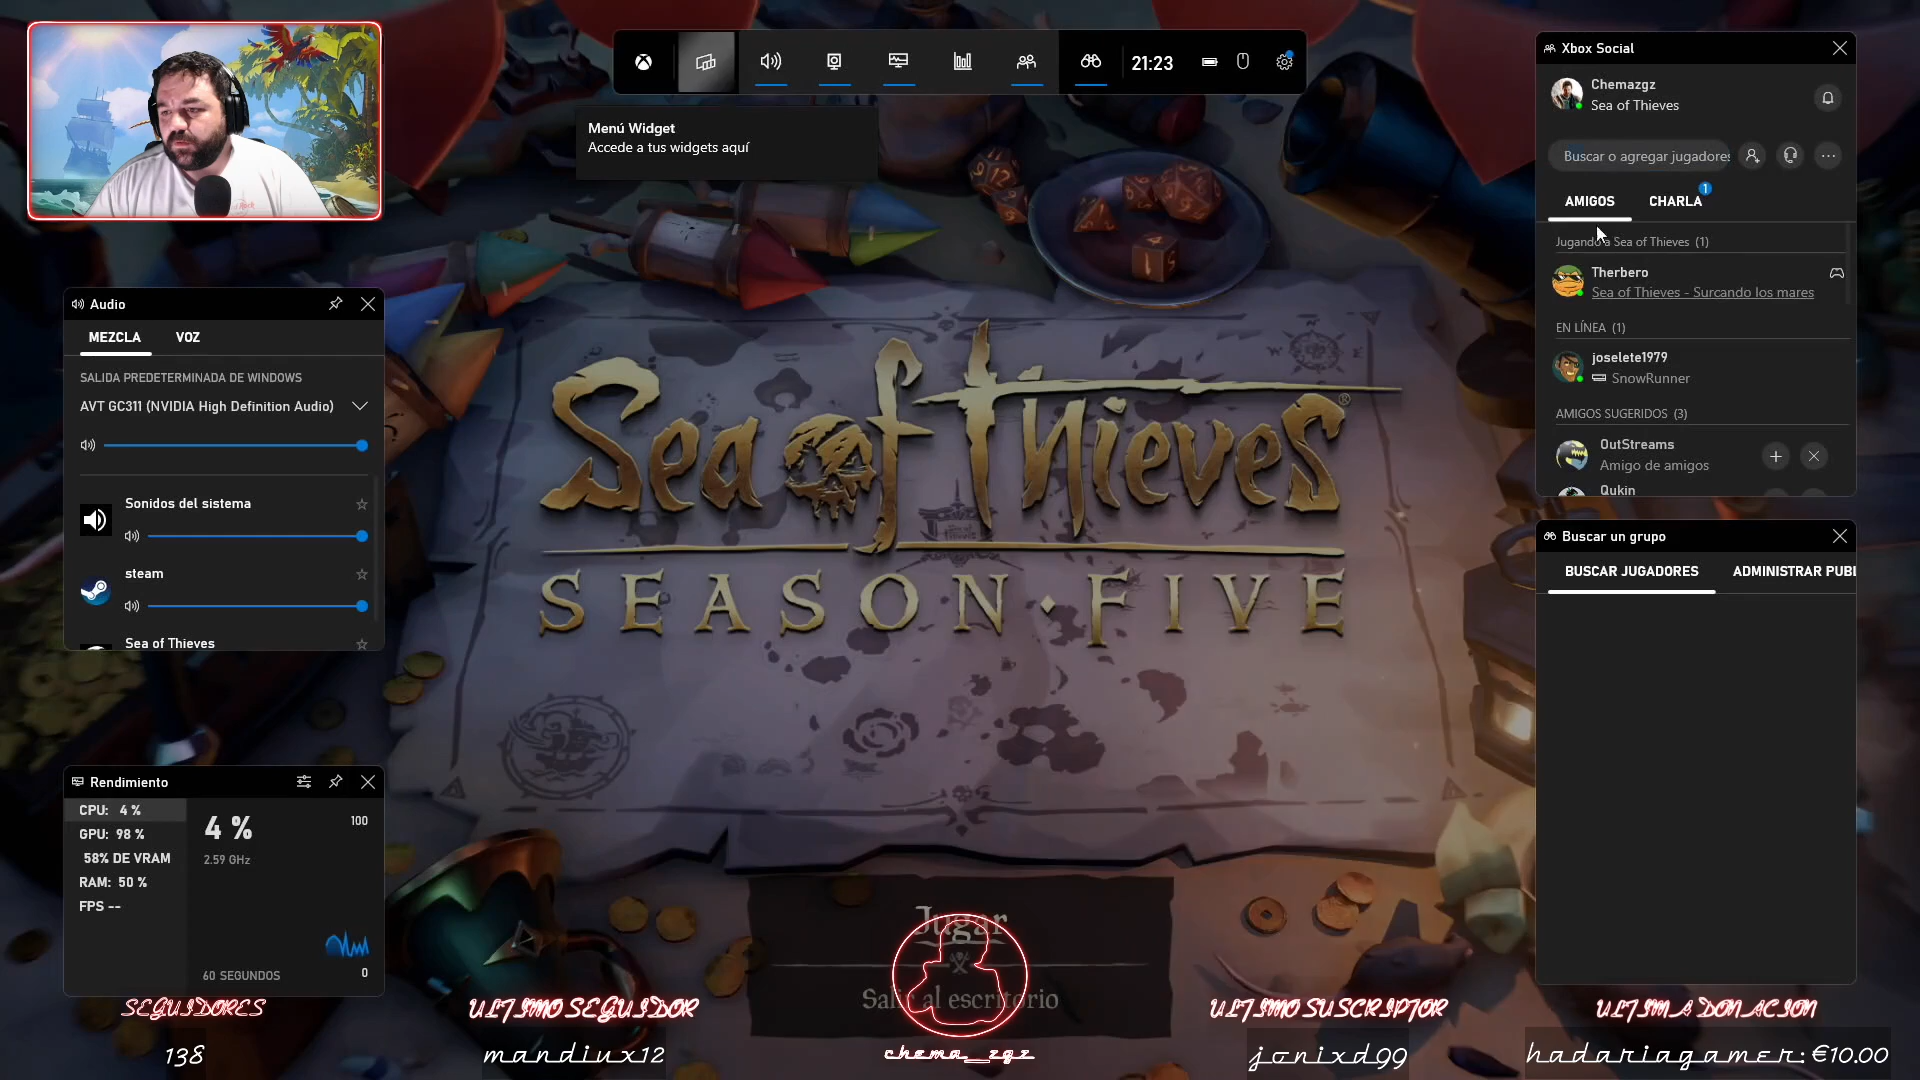 21:23
Menú Widget
Accede a tus widgets aquí
Xbox Social
Chemazgz
Sea of Thieves
Buscar o agregar jugadores
AMIGOS
CHARLA
1
Jugando a Sea of Thieves (1)
Therbero
Sea of Thieves - Surcando los mares
EN LÍNEA (1)
joselete1979
SnowRunner
AMIGOS SUGERIDOS (3)
OutStreams
Amigo de amigos
Qukin
Buscar un grupo
BUSCAR JUGADORES
ADMINISTRAR PUBL
Audio
MEZCLA
VOZ
SALIDA PREDETERMINADA DE WINDOWS
AVT GC311 (NVIDIA High Definition Audio)
Sonidos del sistema
steam
Sea of Thieves
Sea of Thieves®
SEASON·FIVE
Rendimiento
CPU: 4 %
GPU: 98 %
58% DE VRAM
RAM: 50 %
FPS --
4 %
2.59 GHz
100
60 SEGUNDOS
0
Jugar
Salir al escritorio
SEGUIDORES
138
ULTIMO SEGUIDOR
mandiux12
chema_zgz
ULTIMO SUSCRIPTOR
jonixd99
ULTIMA DONACION
hadariagamer: €10.00